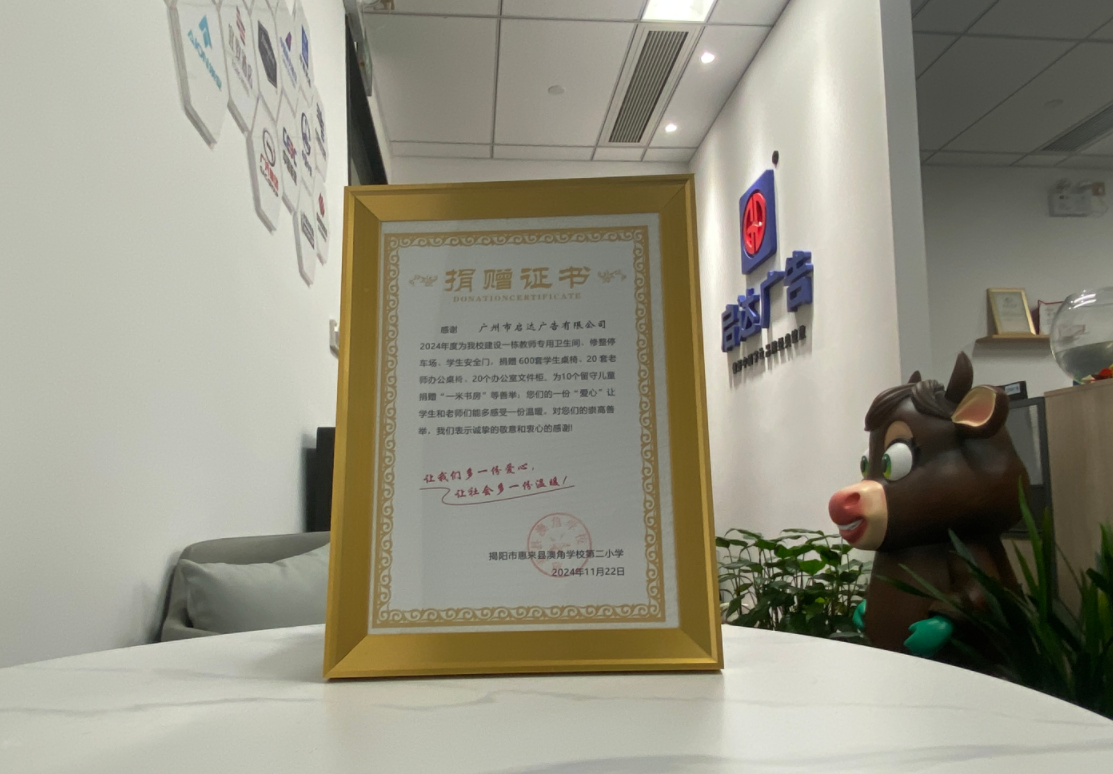 捐赠证书
DONATIONCERTIFICATE
感谢 广州市启达广告有限公司
2024年度为我校建设一栋教师专用卫生间、修整停
车场、学生安全门、捐赠600套学生桌椅、20套老
师办公桌椅、20个办公室文件柜、为10个留守儿童
捐赠“一米书房”等善举，您们的一份“爱心”让
学生和老师们能多感受一份温暖，对您们的崇高善
举，我们表示诚挚的敬意和衷心的感谢！
让我们多一份爱心，
让社会多一份温暖！
揭阳市惠来县澳角学校第二小学
2024年11月22日
启达广告